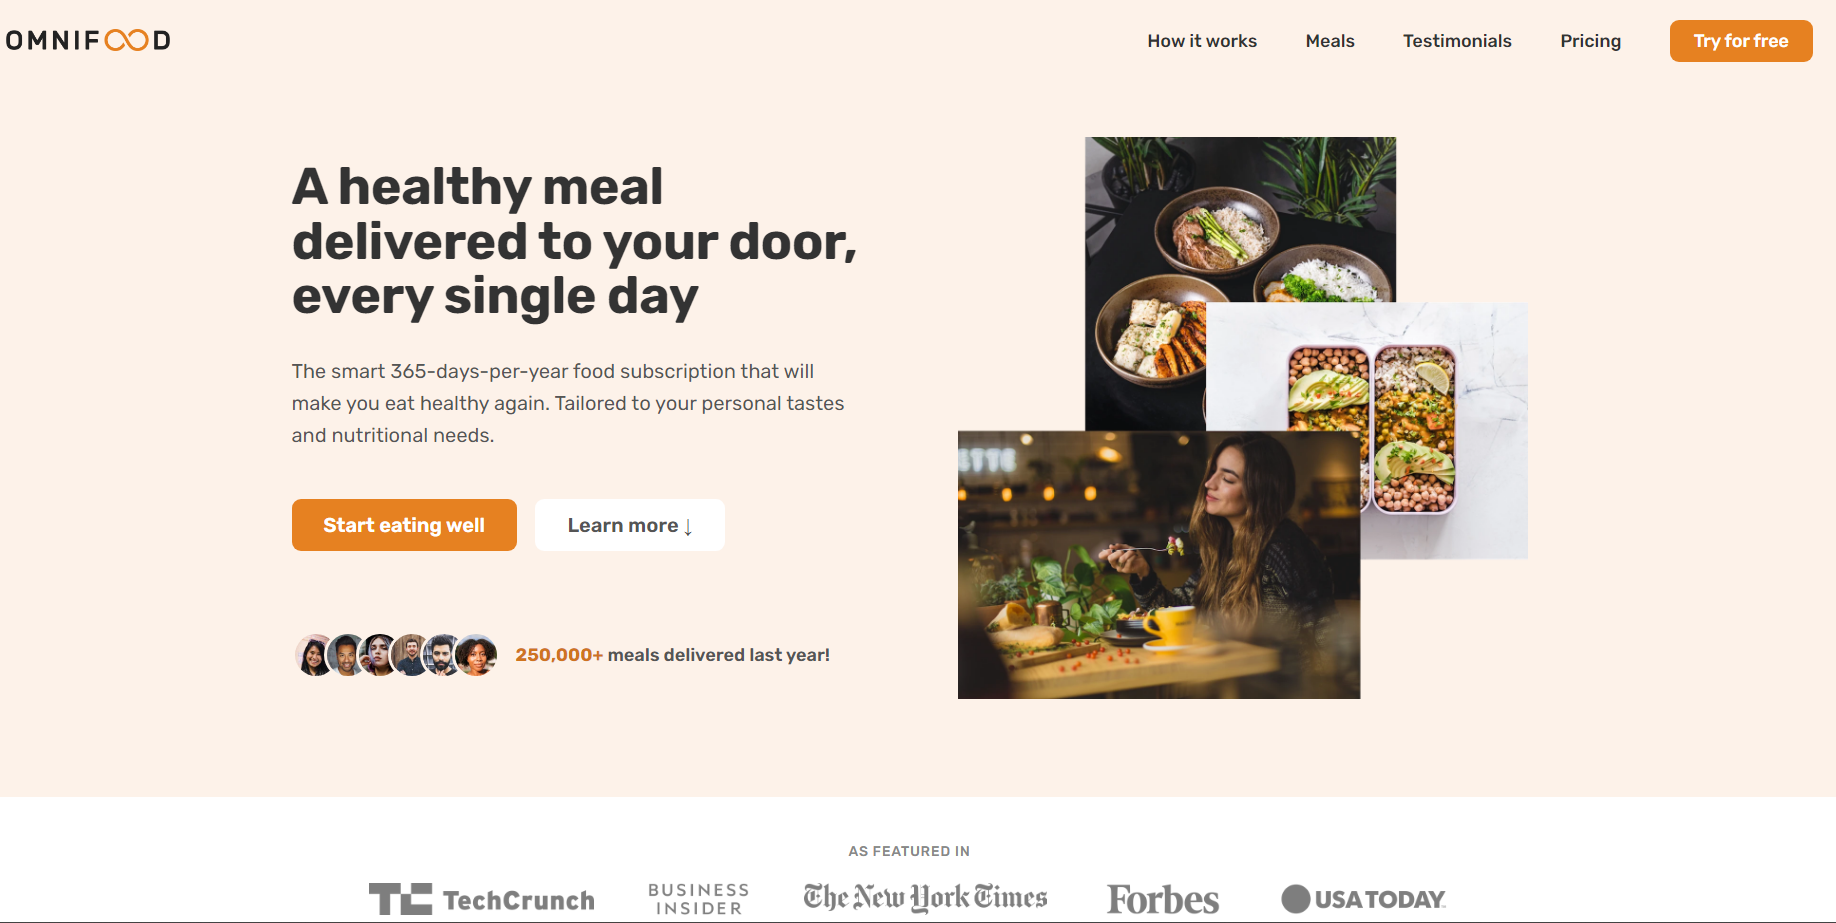 OMNIFOOD
How it works
Meals
Testimonials
Pricing
Try for free
A healthy meal
delivered to your door,
every single day
The smart 365-days-per-year food subscription that will
make you eat healthy again. Tailored to your personal tastes
and nutritional needs.
Start eating well
Learn more ↓
250,000+ meals delivered last year!
AS FEATURED IN
TC TechCrunch
BUSINESS
INSIDER
The New York Times
Forbes
USA TODAY